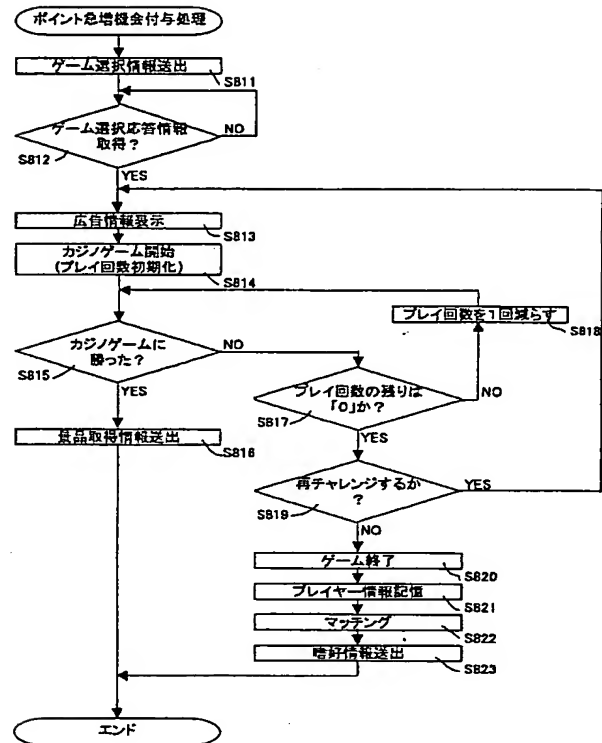 ポイント急増機会付与処理
ゲーム選択情報送出
S811
ゲーム選択応答情報
取得？
NO
S812
YES
広告情報表示
S813
カジノゲーム開始
(プレイ回数初期化)
S814
プレイ回数を1回減らす
S818
カジノゲームに
勝った？
NO
S815
YES
プレイ回数の残りは
「0」か？
NO
S817
YES
景品取得情報送出
S816
再チャレンジするか
？
YES
S819
NO
ゲーム終了
S820
プレイヤー情報記憶
S821
マッチング
S822
嗜好情報送出
S823
エンド